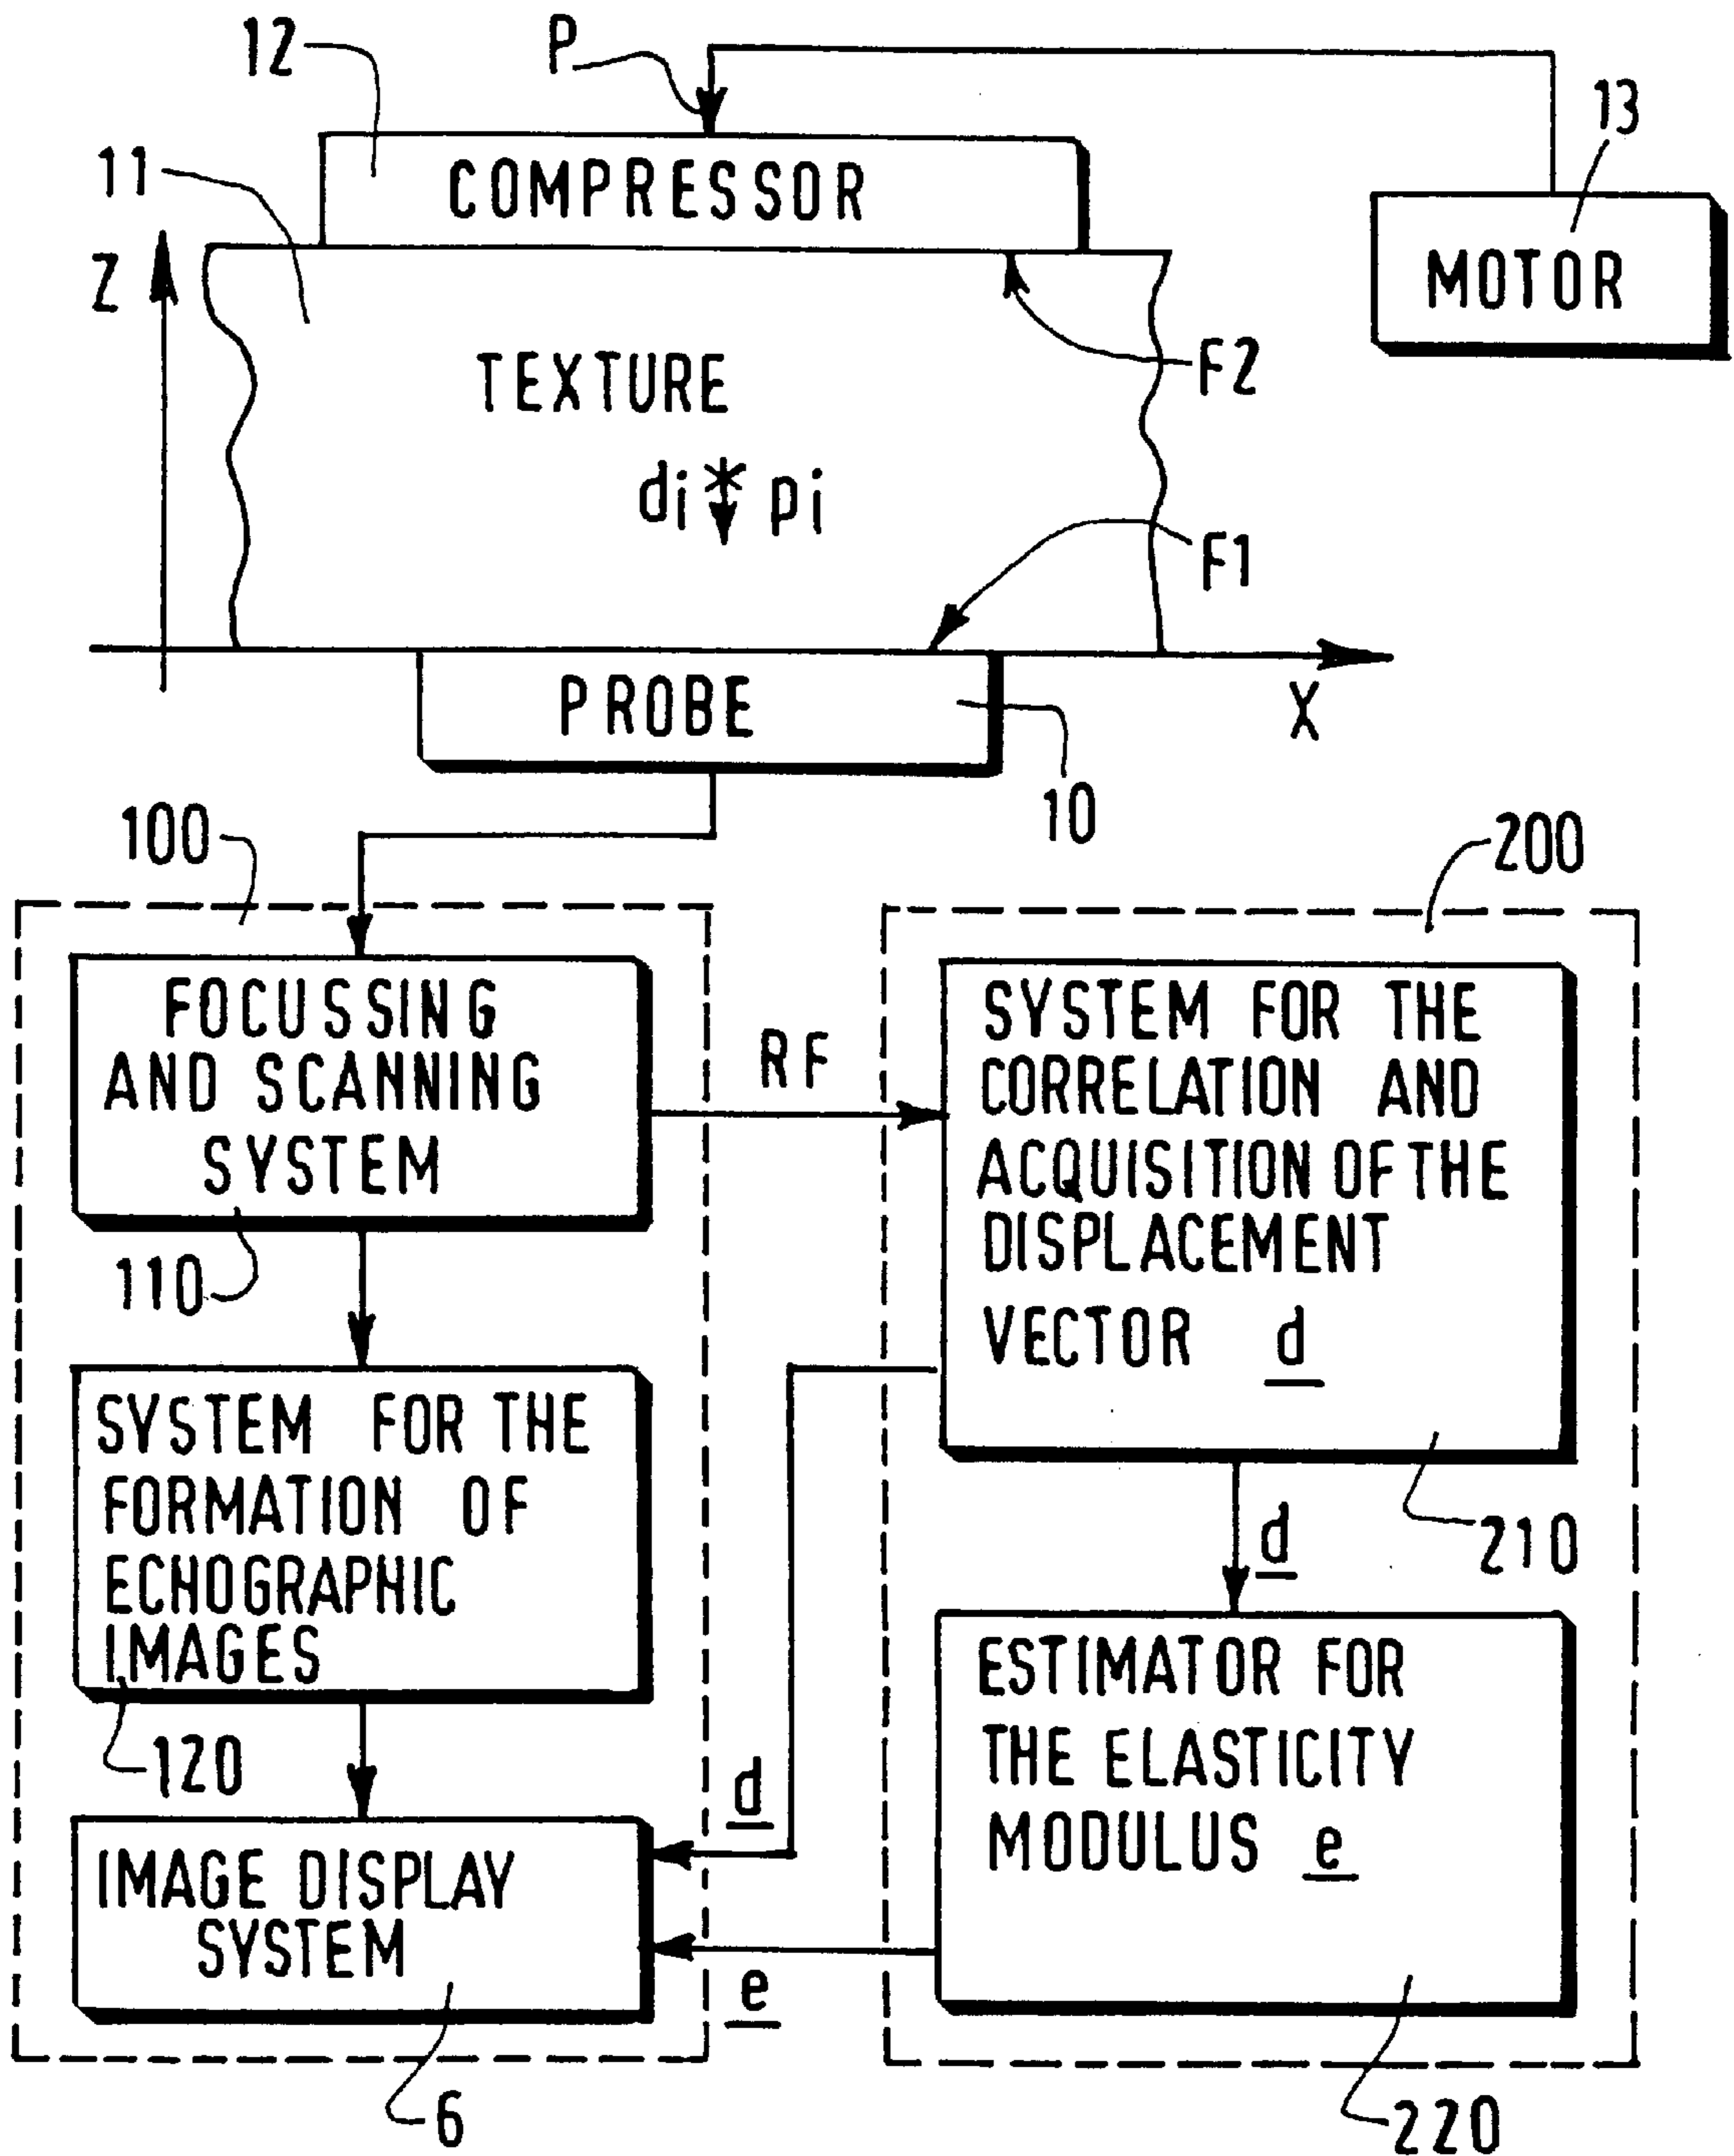 12
P
13
11
COMPRESSOR
Z
MOTOR
TEXTURE
F2
di * pi
F1
PROBE
X
10
100
200
FOCUSSING
AND SCANNING
SYSTEM
RF
SYSTEM FOR THE
CORRELATION AND
ACQUISITION OF THE
DISPLACEMENT
VECTOR d
110
SYSTEM FOR THE
FORMATION OF
ECHOGRAPHIC
IMAGES
d
210
120
ESTIMATOR FOR
THE ELASTICITY
MODULUS e
d
IMAGE DISPLAY
SYSTEM
e
6
220